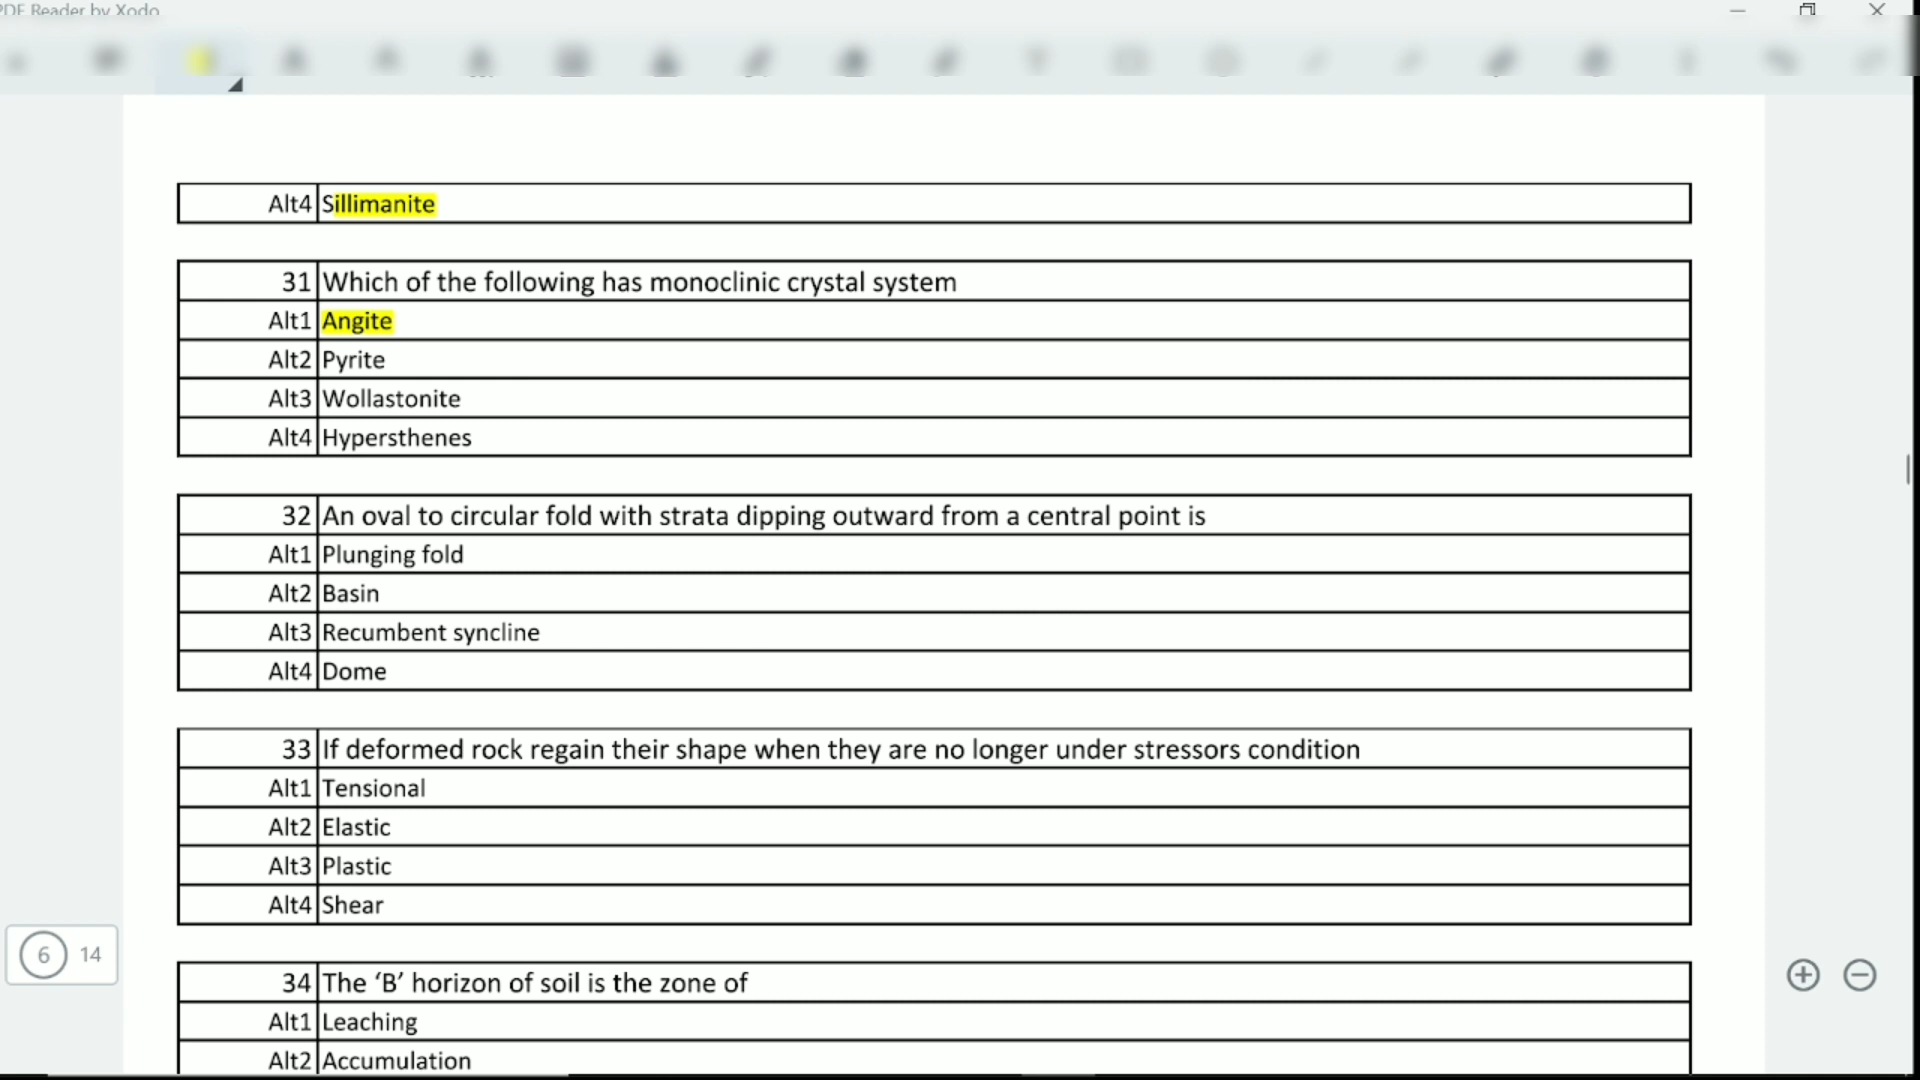 PDF Reader by Xodo
Alt4 Sillimanite
31 Which of the following has monoclinic crystal system
Alt1 Angite
Alt2 Pyrite
Alt3 Wollastonite
Alt4 Hypersthenes
32 An oval to circular fold with strata dipping outward from a central point is
Alt1 Plunging fold
Alt2 Basin
Alt3 Recumbent syncline
Alt4 Dome
33 If deformed rock regain their shape when they are no longer under stressors condition
Alt1 Tensional
Alt2 Elastic
Alt3 Plastic
Alt4 Shear
6 14
34 The ‘B’ horizon of soil is the zone of
Alt1 Leaching
Alt2 Accumulation